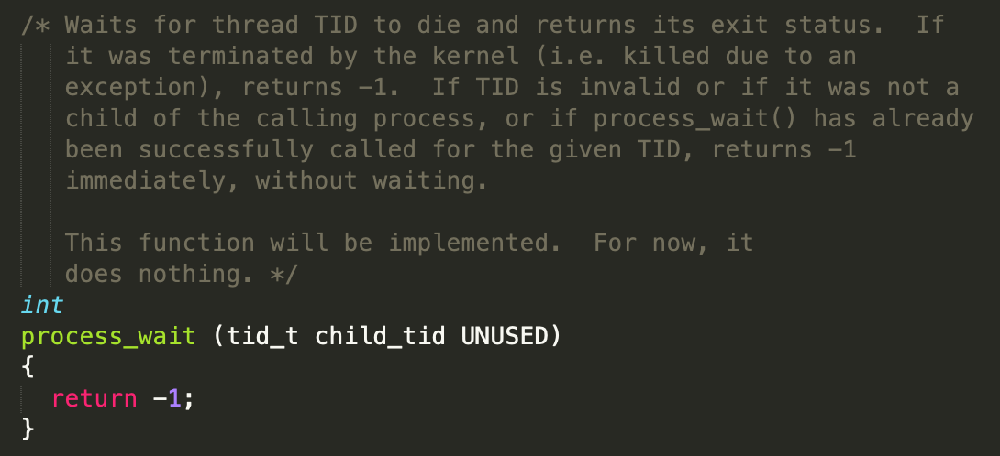 /* Waits for thread TID to die and returns its exit status.  If
it was terminated by the kernel (i.e. killed due to an
exception), returns -1.  If TID is invalid or if it was not a
child of the calling process, or if process_wait() has already
been successfully called for the given TID, returns -1
immediately, without waiting.

This function will be implemented.  For now, it
does nothing. */
int
process_wait (tid_t child_tid UNUSED)
{
  return -1;
}